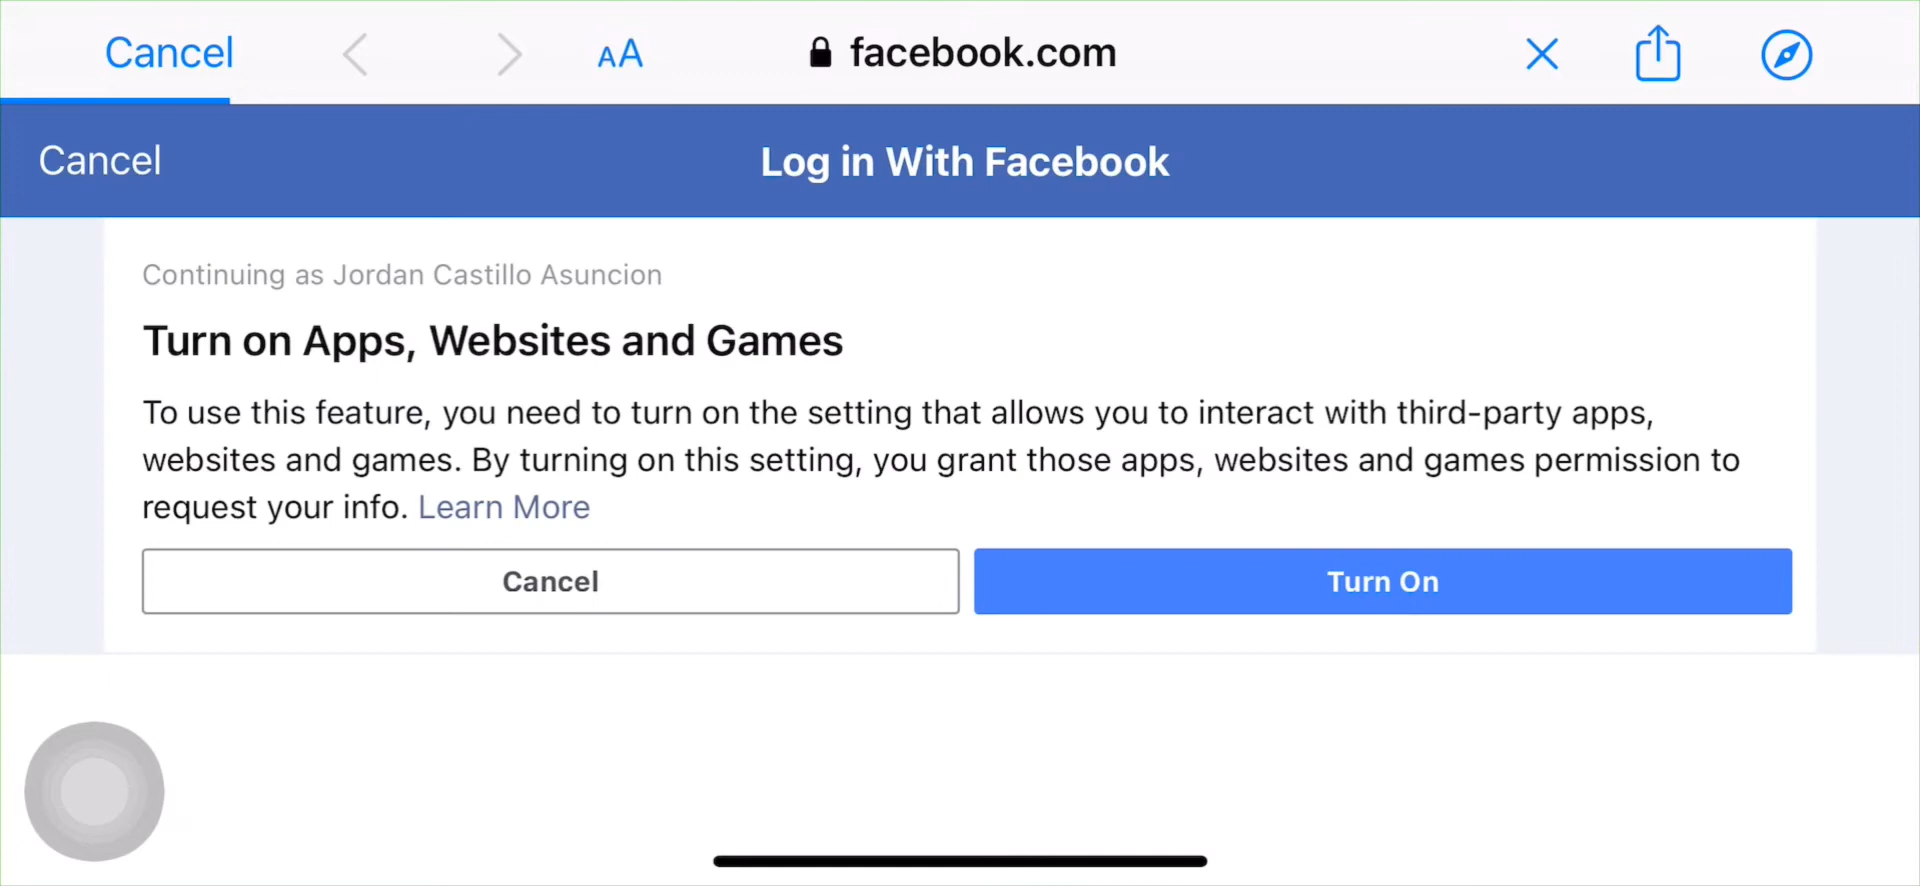 Cancel AA facebook.com
Cancel Log in With Facebook
Continuing as Jordan Castillo Asuncion
Turn on Apps, Websites and Games
To use this feature, you need to turn on the setting that allows you to interact with third-party apps,
websites and games. By turning on this setting, you grant those apps, websites and games permission to
request your info. Learn More
Cancel Turn On